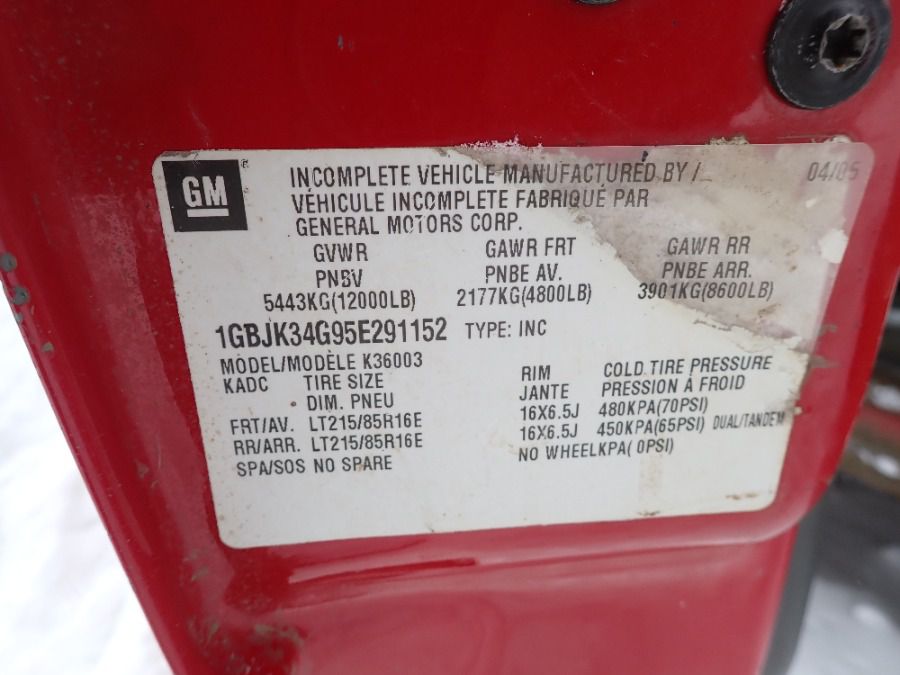 GM ®
INCOMPLETE VEHICLE MANUFACTURED BY / 04/05
VÉHICULE INCOMPLETE FABRIQUÉ PAR
GENERAL MOTORS CORP.
GVWR GAWR FRT GAWR RR
PNBV PNBE AV. PNBE ARR.
5443KG(12000LB) 2177KG(4800LB) 3901KG(8600LB)
1GBJK34G95E291152 TYPE: INC
MODEL/MODÈLE K36003
KADC TIRE SIZE RIM COLD TIRE PRESSURE
DIM. PNEU JANTE PRESSION À FROID
FRT/AV. LT215/85R16E 16X6.5J 480KPA(70PSI)
RR/ARR. LT215/85R16E 16X6.5J 450KPA(65PSI) DUAL/TANDEM
SPA/SOS NO SPARE NO WHEELKPA( 0PSI)